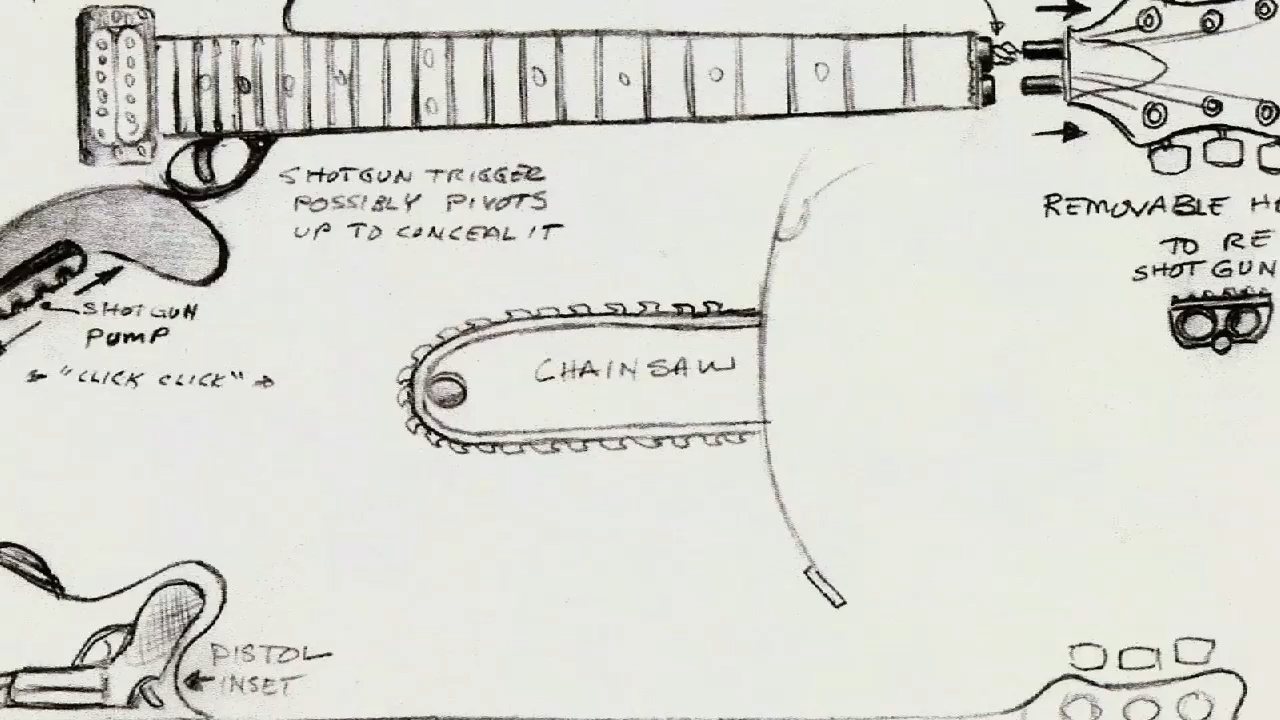 SHOTGUN TRIGGER
POSSIBLY PIVOTS
UP TO CONCEAL IT
REMOVABLE
TO RE
SHOTGUN
SHOTGUN
PUMP
"CLICK CLICK"
CHAINSAW
PISTOL
INSET